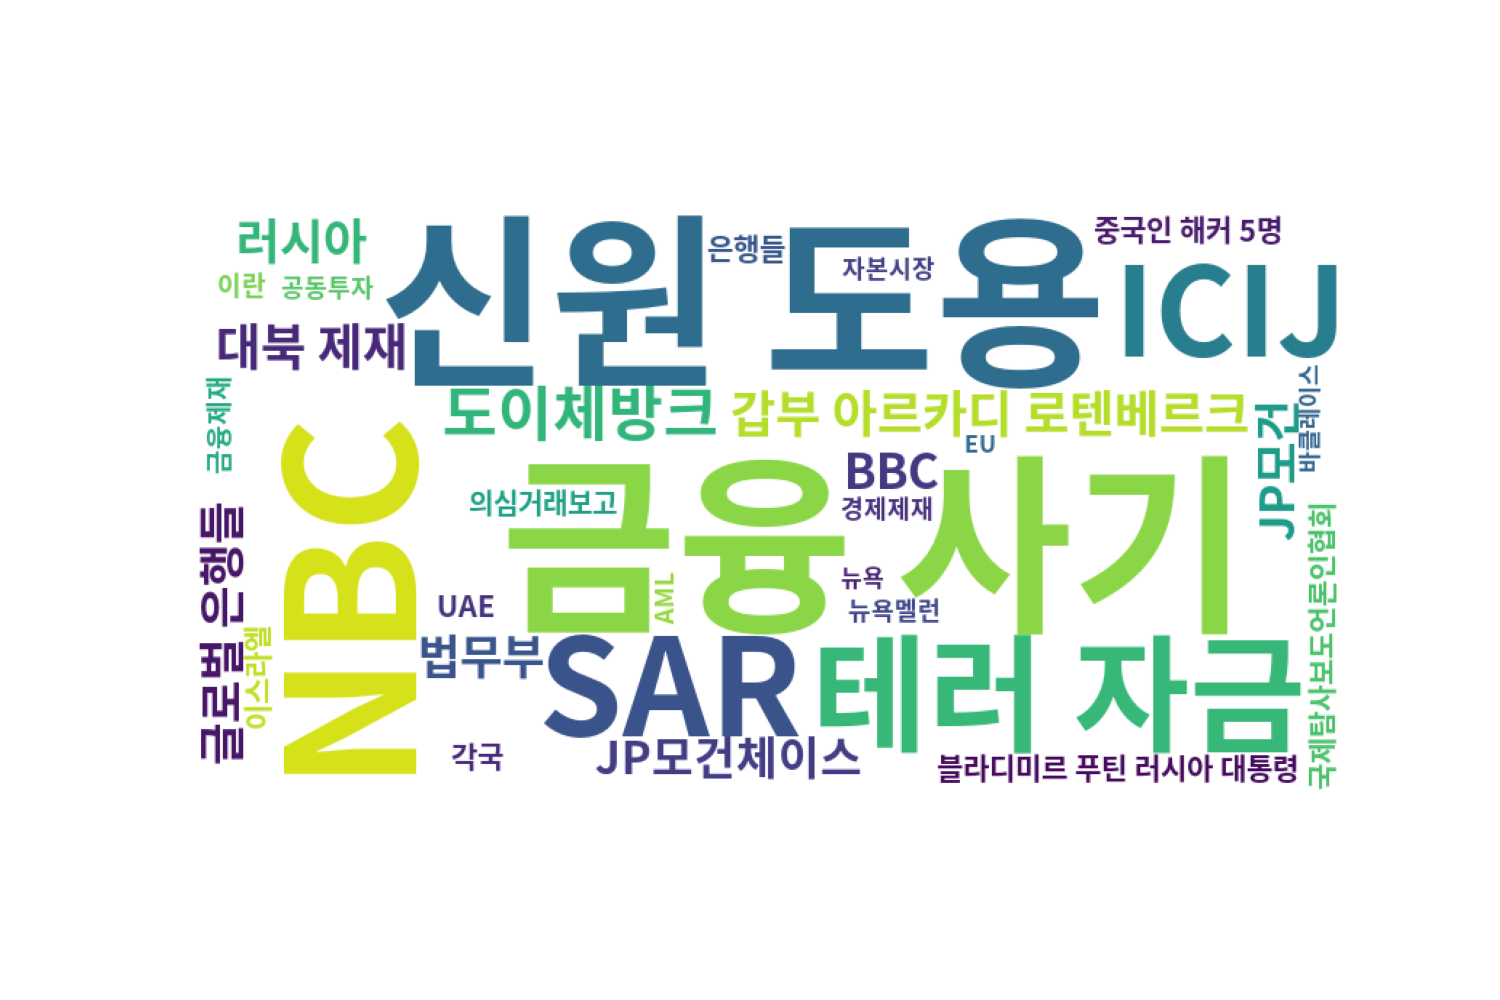 러시아
신원 도용
은행들
자본시장
중국인 해커 5명
ICIJ
이란
공동투자
대북 제재
금융제재
도이체방크
갑부 아르카디 로텐베르크
EU
JP모건
바클레이스
NBC
BBC
의심거래보고
금융 사기
경제제재
글로벌 은행들
이스라엘
UAE
AML
뉴욕
뉴욕멜런
국제탐사보도언론인협회
법무부
SAR
테러 자금
각국
JP모건체이스
블라디미르 푸틴 러시아 대통령